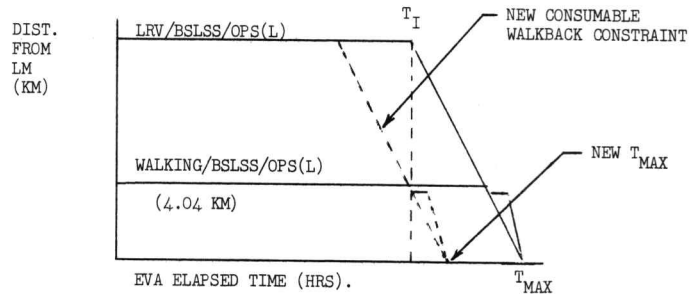 DIST.
FROM
LM
(KM)
LRV/BSLSS/OPS(L)
T_I
NEW CONSUMABLE
WALKBACK CONSTRAINT
WALKING/BSLSS/OPS(L)
(4.04 KM)
NEW T_MAX
EVA ELAPSED TIME (HRS).
T_MAX